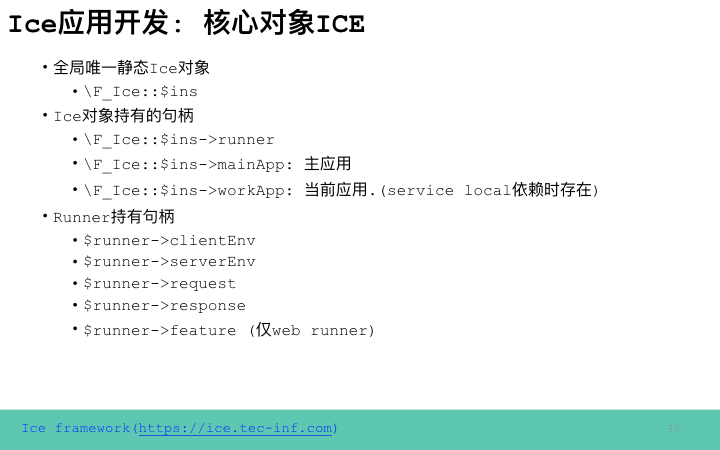 Ice应用开发: 核心对象ICE
• 全局唯一静态Ice对象
• \F_Ice::$ins
• Ice对象持有的句柄
• \F_Ice::$ins->runner
• \F_Ice::$ins->mainApp: 主应用
• \F_Ice::$ins->workApp: 当前应用.(service local依赖时存在)
• Runner持有句柄
• $runner->clientEnv
• $runner->serverEnv
• $runner->request
• $runner->response
• $runner->feature (仅web runner)
Ice framework(https://ice.tec-inf.com)
30